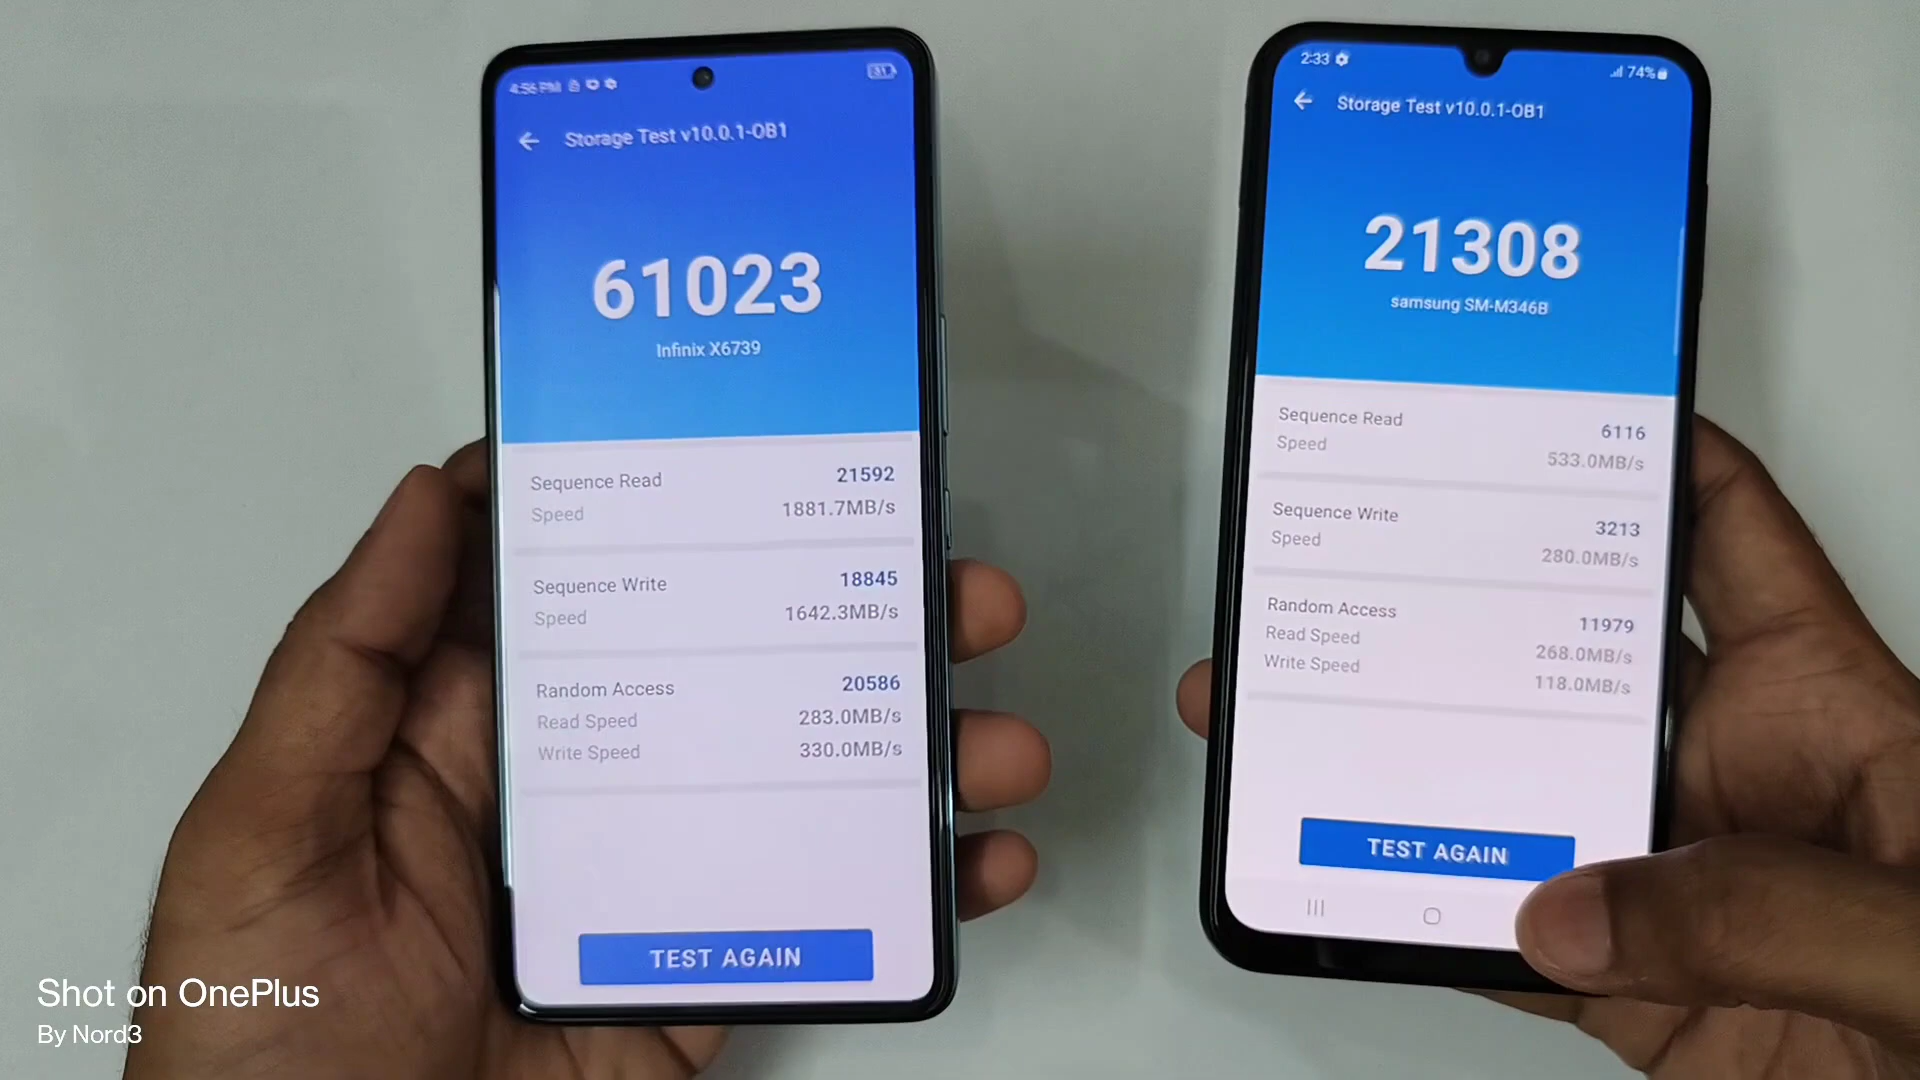 4:56 PM
31
Storage Test v10.0.1-OB1
61023
Infinix X6739
Sequence Read 21592
Speed 1881.7MB/s
Sequence Write 18845
Speed 1642.3MB/s
Random Access 20586
Read Speed 283.0MB/s
Write Speed 330.0MB/s
TEST AGAIN
2:33
74%
Storage Test v10.0.1-OB1
21308
samsung SM-M346B
Sequence Read 6116
Speed 533.0MB/s
Sequence Write 3213
Speed 280.0MB/s
Random Access 11979
Read Speed 268.0MB/s
Write Speed 118.0MB/s
TEST AGAIN
Shot on OnePlus
By Nord3